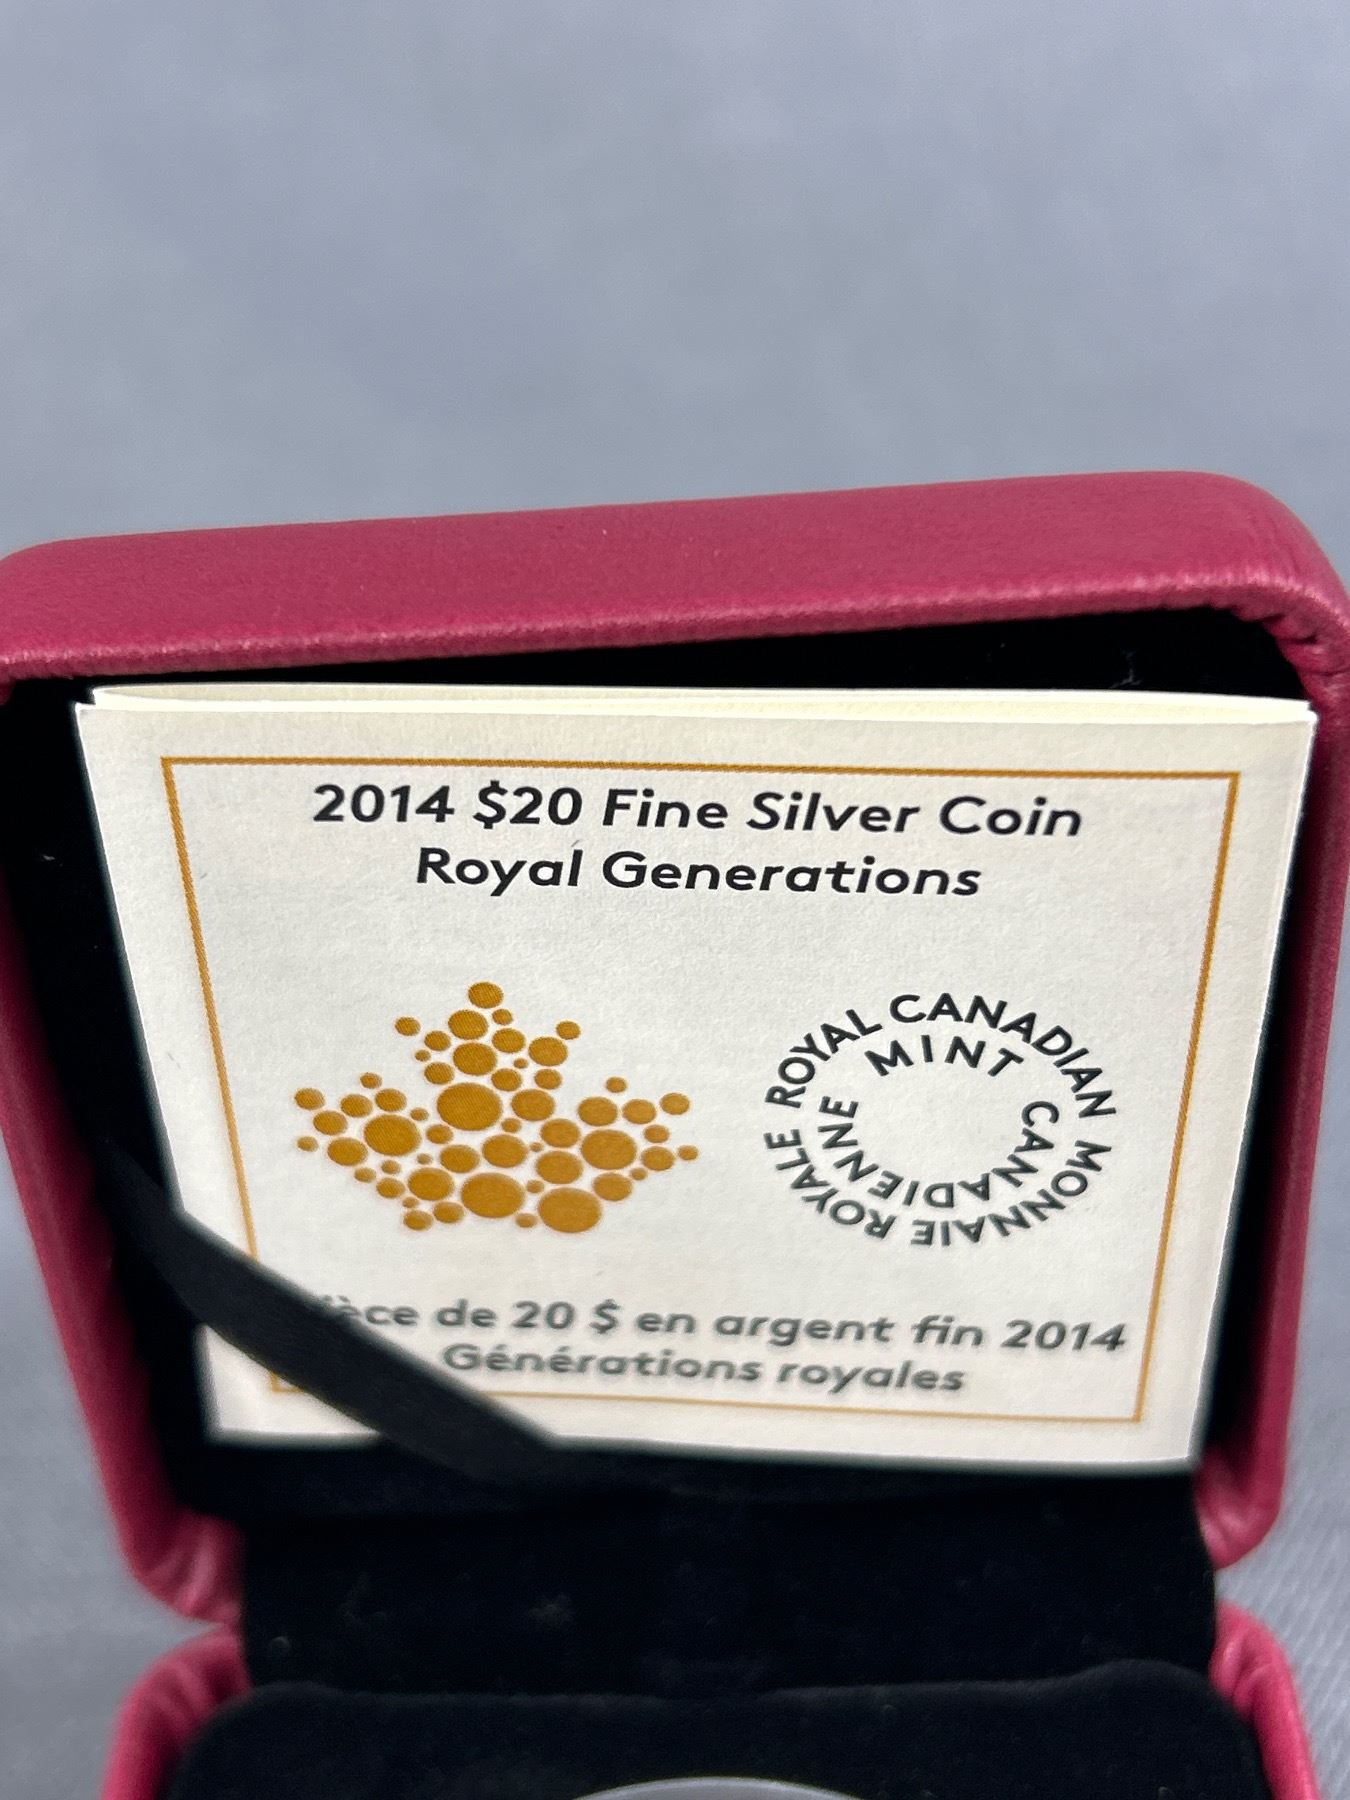 2014 $20 Fine Silver Coin
Royal Generations
ROYAL CANADIAN MINT
MONNAIE ROYALE CANADIENNE
de 20 $ en argent fin 2014
Générations royales